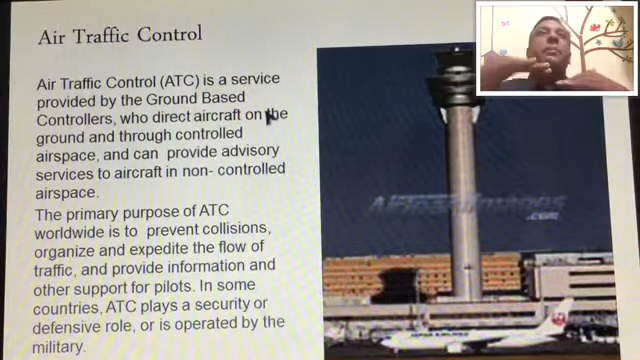 Air Traffic Control
Air Traffic Control (ATC) is a service
provided by the Ground Based
Controllers, who direct aircraft on the
ground and through controlled
airspace, and can provide advisory
services to aircraft in non- controlled
airspace.
The primary purpose of ATC
worldwide is to prevent collisions,
organize and expedite the flow of
traffic, and provide information and
other support for pilots. In some
countries, ATC plays a security or
defensive role, or is operated by the
military.
AirTeamImages
.com
JAPAN AIRLINES